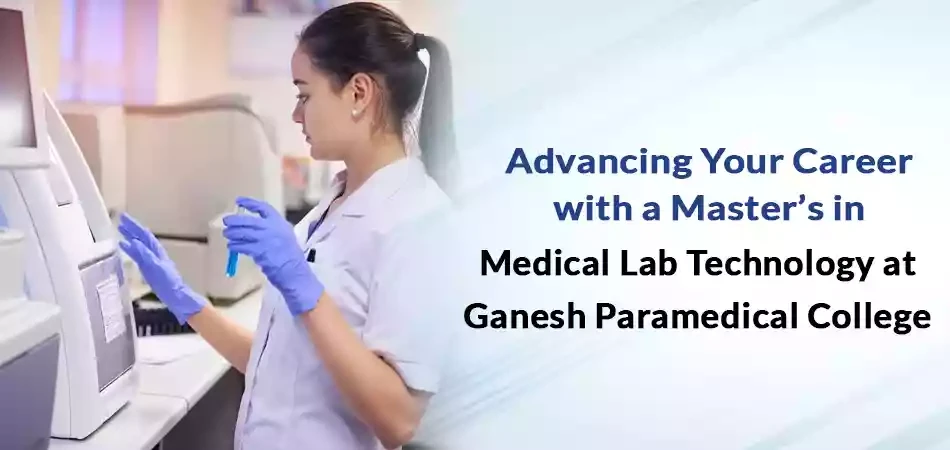 Advancing Your Career
with a Master’s in
Medical Lab Technology at
Ganesh Paramedical College